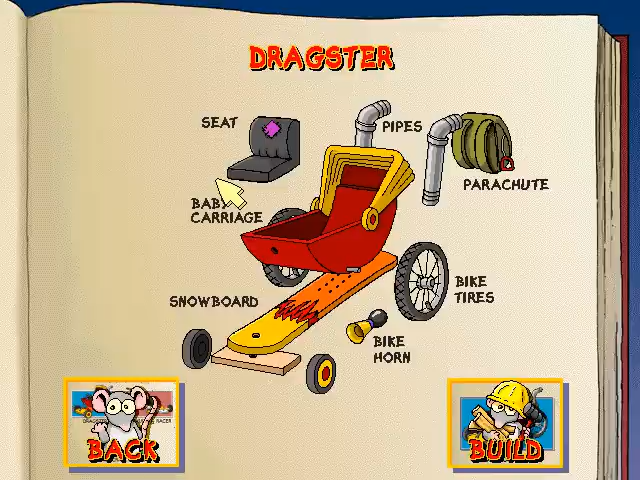 DRAGSTER
SEAT
PIPES
PARACHUTE
BABY
CARRIAGE
BIKE
TIRES
SNOWBOARD
BIKE
HORN
BACK
BUILD